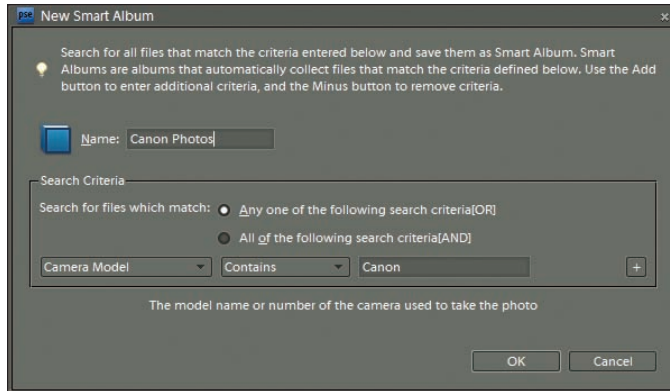 pse New Smart Album x
Search for all files that match the criteria entered below and save them as Smart Album. Smart
Albums are albums that automatically collect files that match the criteria defined below. Use the Add
button to enter additional criteria, and the Minus button to remove criteria.
Name: Canon Photos
Search Criteria
Search for files which match: Any one of the following search criteria[OR]
All of the following search criteria[AND]
Camera Model Contains Canon +
The model name or number of the camera used to take the photo
OK Cancel